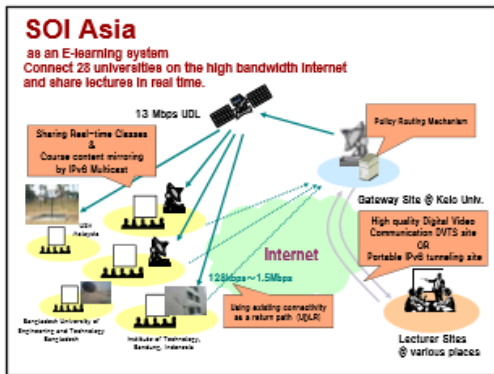 SOI Asia
as an E-learning system
Connect 28 universities on the high bandwidth Internet
and share lectures in real time.
13 Mbps UDL
Sharing Real-time Classes
&
Course content mirroring
by IPv6 Multicast
Policy Routing Mechanism
USM
Malaysia
Gateway Site @ Keio Univ.
High quality Digital Video
Communication DVTS site
OR
Portable IPv6 tunneling site
Internet
128kbps~1.5Mbps
Using existing connectivity
as a return path (UDLR)
Bangladesh University of
Engineering and Technology
Bangladesh
Institute of Technology,
Bandung, Indonesia
Lecturer Sites
@ various places